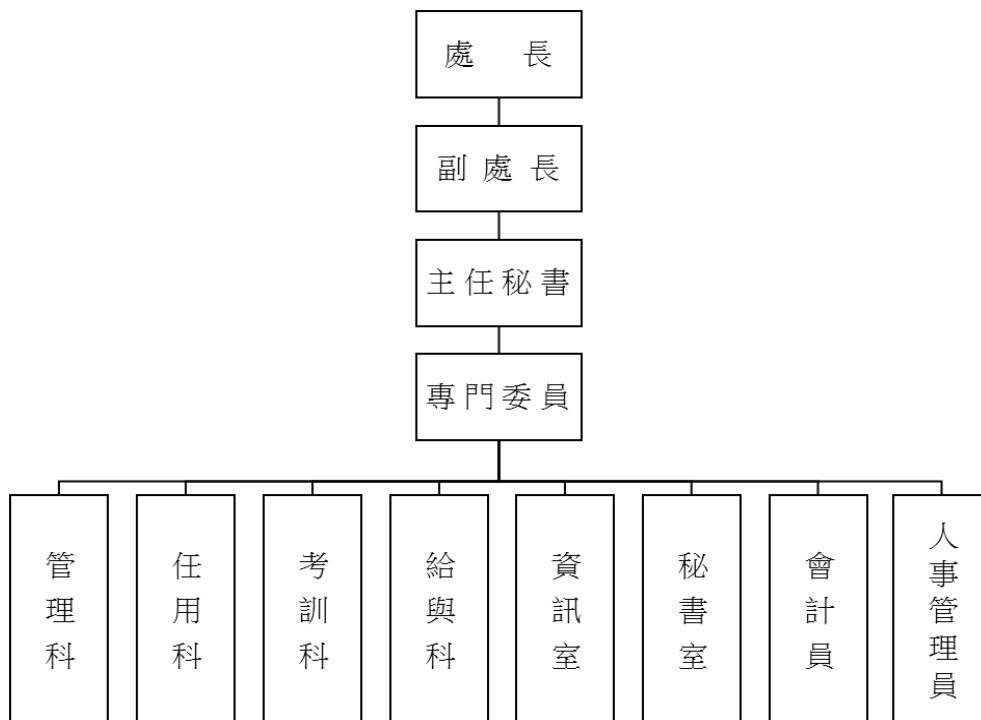 處長
副處長
主任秘書
專門委員
管理科
任用科
考訓科
給與科
資訊室
秘書室
會計員
人事管理員